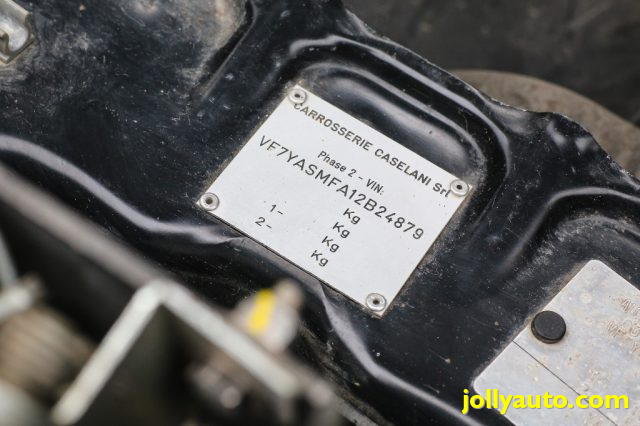 CARROSSERIE CASELANI Srl
Phase 2 - VIN:
VF7YASMFA12B24879
Kg
1- Kg
2- Kg
Kg
jollyauto.com